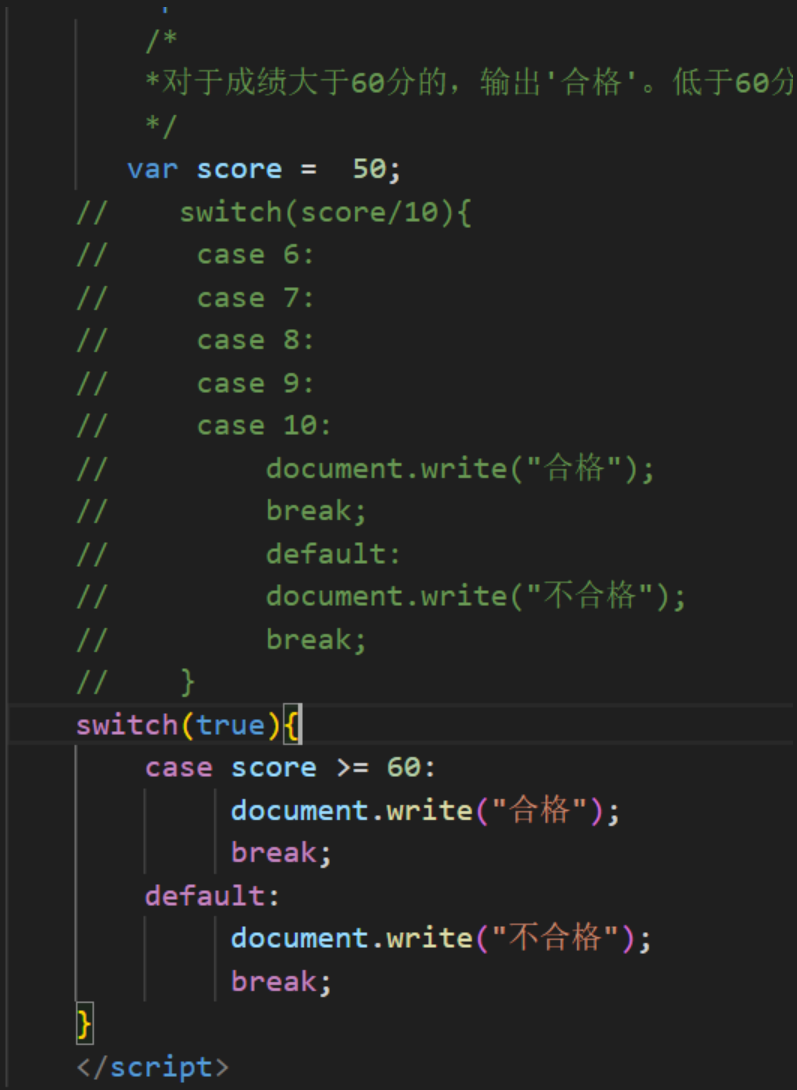 /*
*对于成绩大于60分的，输出'合格'。低于60分
*/
var score =  50;
//    switch(score/10){
//     case 6:
//     case 7:
//     case 8:
//     case 9:
//     case 10:
//         document.write("合格");
//         break;
//         default:
//         document.write("不合格");
//         break;
//    }
switch(true){
    case score >= 60:
         document.write("合格");
         break;
    default:
         document.write("不合格");
         break;
}
</script>